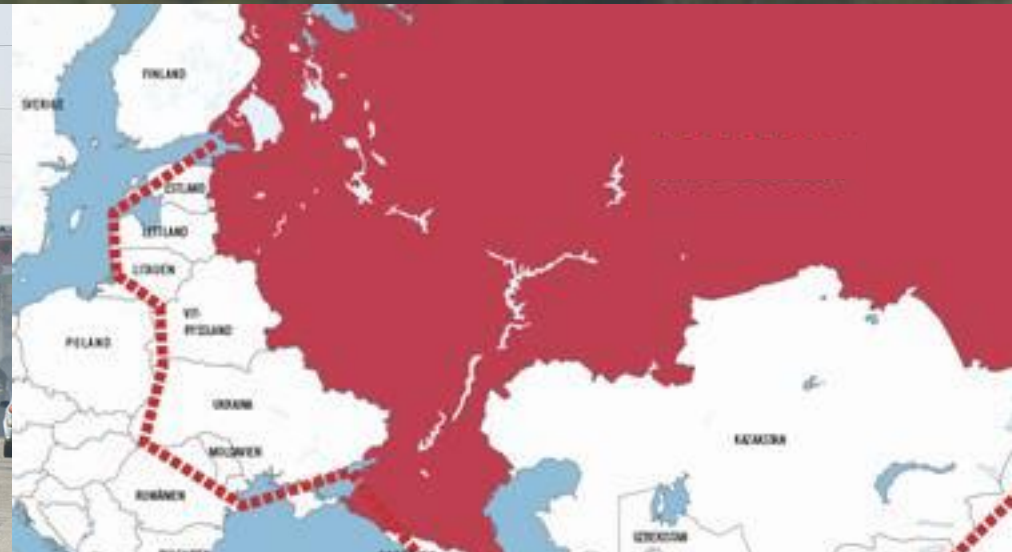 FINLAND
SVERIGE
ESTLAND
LETTLAND
LITAUEN
VIT-
RYSSLAND
POLAND
UKRAINA
MOLDAVIEN
KAZAKSTAN
RUMÄNIEN
UZBEKISTAN